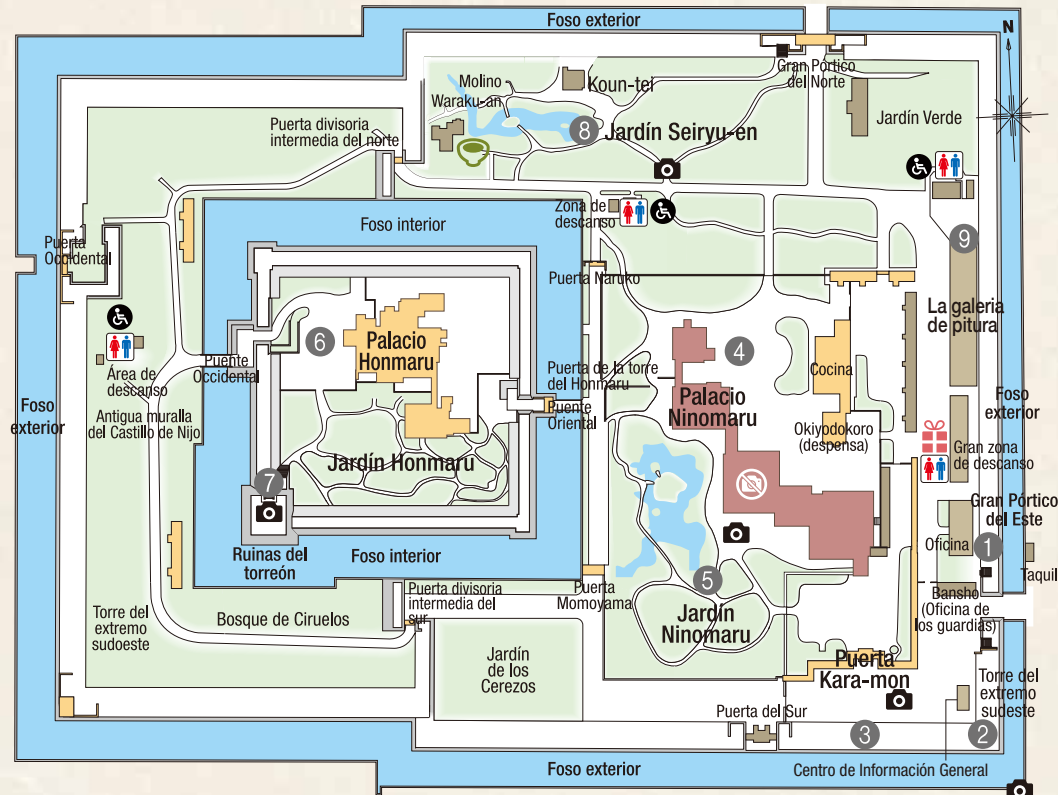 Foso exterior
N
Gran Pórtico
del Norte
Molino
Waraku-an
Koun-tei
8
Jardín Seiryu-en
Jardín Verde
Puerta divisoria
intermedia del norte
Foso interior
Zona de
descanso
Puerta
Occidental
Puerta Naruko
9
La galeria
de pitura
6
Palacio
Honmaru
4
Palacio
Ninomaru
Cocina
Puente
Occidental
Puerta de la torre
del Honmaru
Puente
Oriental
Área de
descanso
Antigua muralla
del Castillo de Nijo
Foso
exterior
Foso
exterior
Okiyodokoro
(despensa)
Gran zona
de descanso
Jardín Honmaru
7
Ruinas del
torreón
Foso interior
Gran Pórtico
del Este
Oficina
1
Taquil
5
Jardín
Ninomaru
Puerta
Momoyama
Puerta divisoria
intermedia del
sur
Bansho
(Oficina de
los guardias)
Torre del
extremo
sudoeste
Bosque de Ciruelos
Jardín
de los
Cerezos
Puerta
Kara-mon
Torre del
extremo
sudeste
Puerta del Sur
3
2
Foso exterior
Centro de Información General